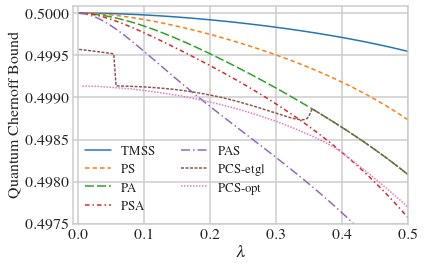 0.5000
0.4995
0.4990
0.4985
0.4980
0.4975
Quantum Chernoff Bound
TMSS
PS
PA
PSA
PAS
PCS-etgl
PCS-opt
0.0
0.1
0.2
0.3
0.4
0.5
λ